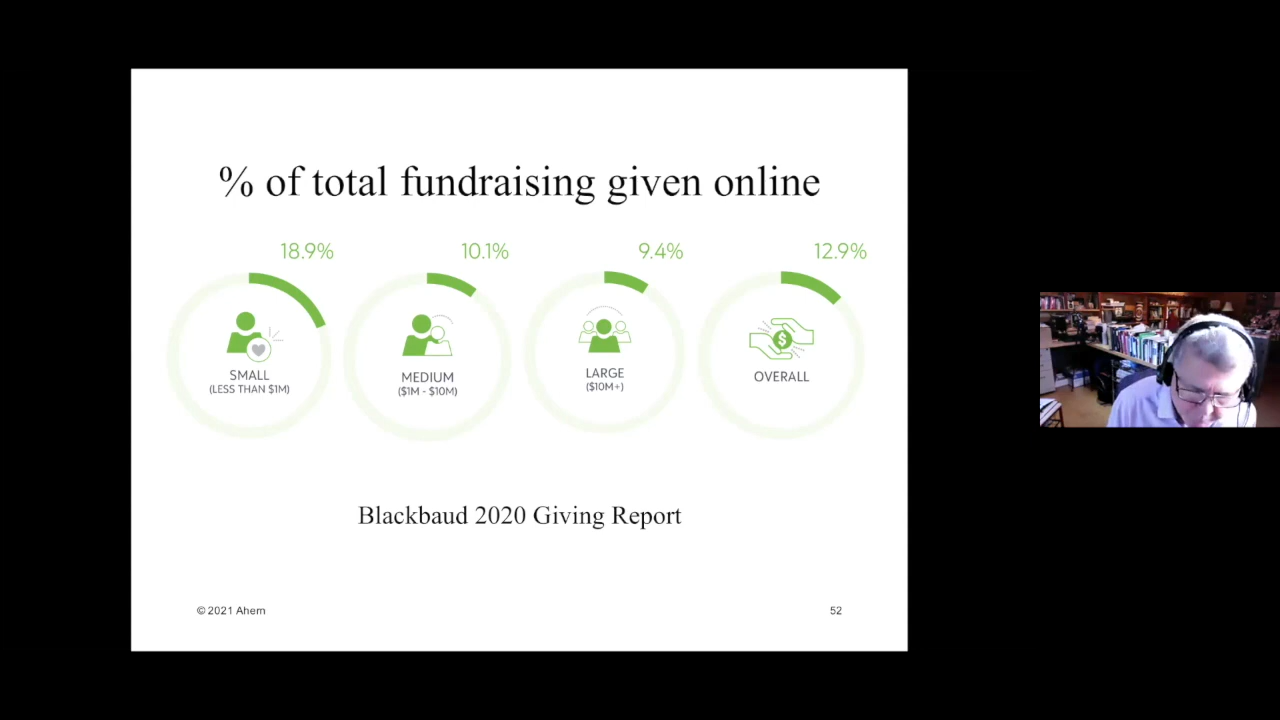 % of total fundraising given online
18.9%
10.1%
9.4%
12.9%
$
SMALL
(LESS THAN $1M)
MEDIUM
($1M - $10M)
LARGE
($10M+)
OVERALL
Blackbaud 2020 Giving Report
© 2021 Ahern
52